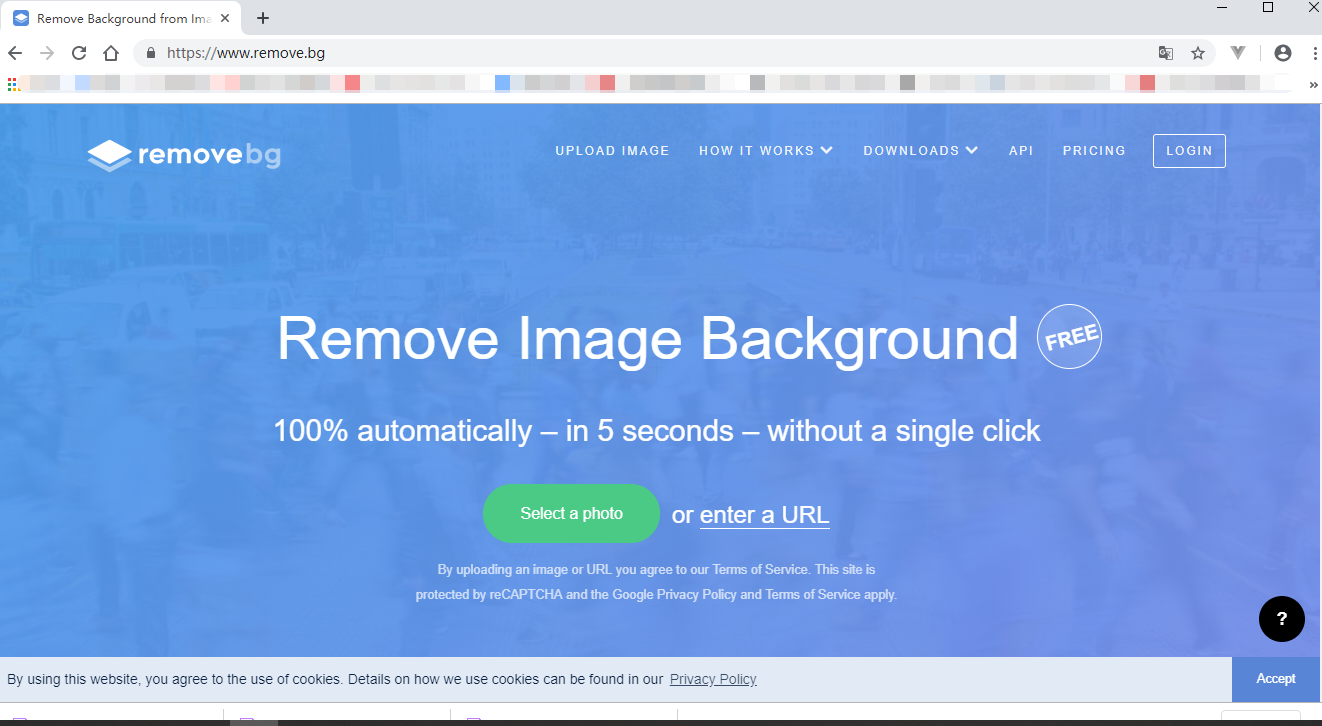 Remove Background from Ima
https://www.remove.bg
removebg
UPLOAD IMAGE HOW IT WORKS DOWNLOADS API PRICING LOGIN
Remove Image Background FREE
100% automatically – in 5 seconds – without a single click
Select a photo or enter a URL
By uploading an image or URL you agree to our Terms of Service. This site is
protected by reCAPTCHA and the Google Privacy Policy and Terms of Service apply.
?
By using this website, you agree to the use of cookies. Details on how we use cookies can be found in our Privacy Policy Accept